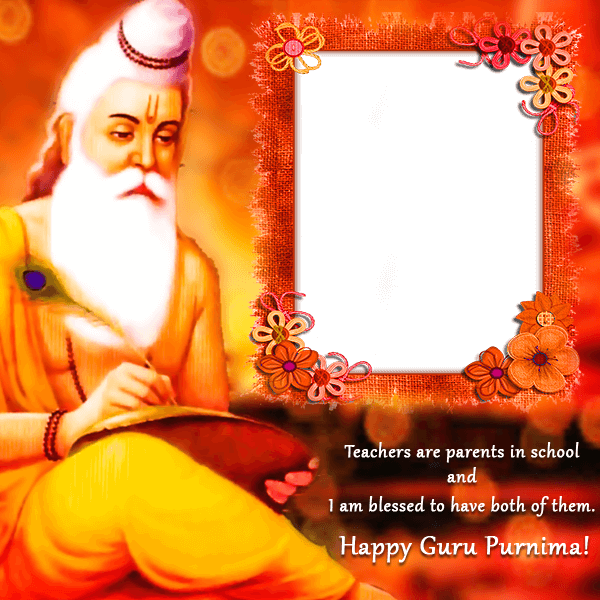 Teachers are parents in school
and
I am blessed to have both of them.
Happy Guru Purnima!